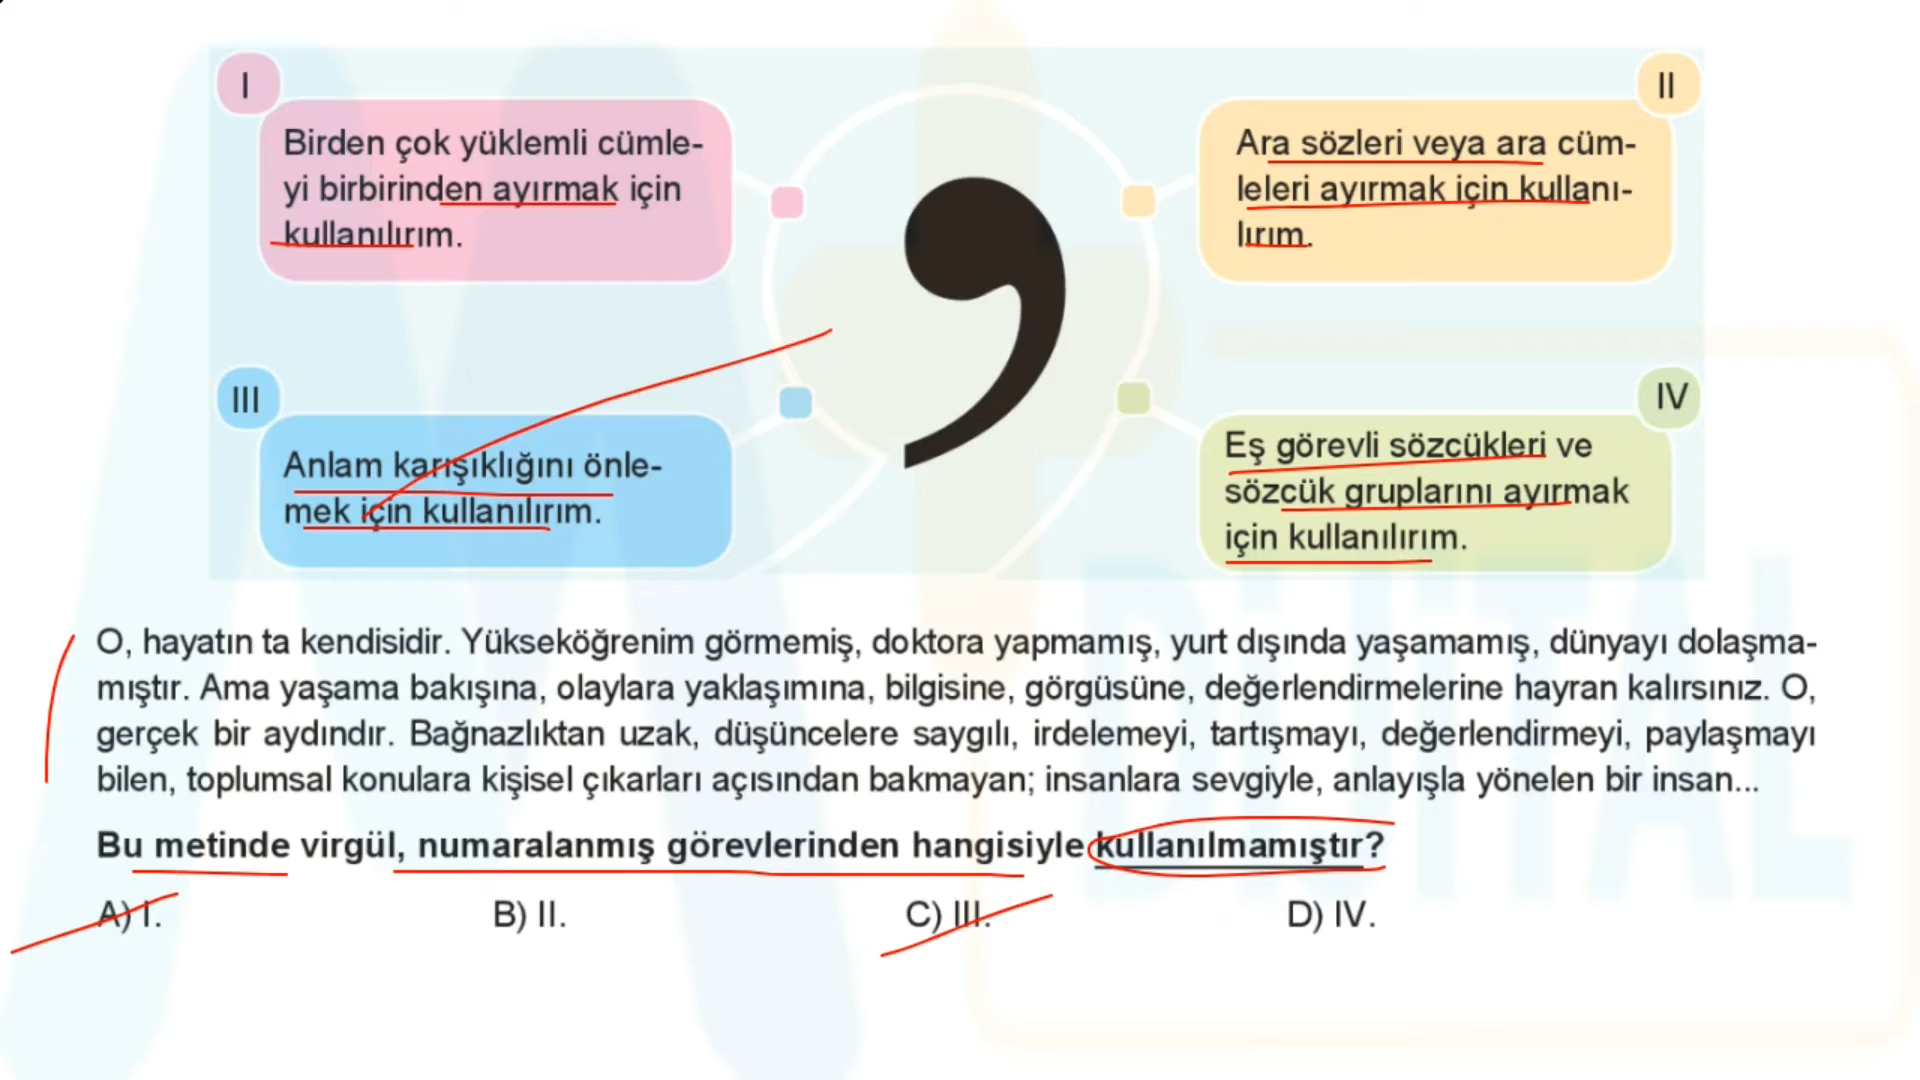 I
Birden çok yüklemli cümle-
yi birbirinden ayırmak için
kullanılırım.
II
Ara sözleri veya ara cüm-
leleri ayırmak için kullanı-
lırım.
,
III
Anlam karışıklığını önle-
mek için kullanılırım.
IV
Eş görevli sözcükleri ve
sözcük gruplarını ayırmak
için kullanılırım.
O, hayatın ta kendisidir. Yükseköğrenim görmemiş, doktora yapmamış, yurt dışında yaşamamış, dünyayı dolaşma-
mıştır. Ama yaşama bakışına, olaylara yaklaşımına, bilgisine, görgüsüne, değerlendirmelerine hayran kalırsınız. O,
gerçek bir aydındır. Bağnazlıktan uzak, düşüncelere saygılı, irdelemeyi, tartışmayı, değerlendirmeyi, paylaşmayı
bilen, toplumsal konulara kişisel çıkarları açısından bakmayan; insanlara sevgiyle, anlayışla yönelen bir insan...
Bu metinde virgül, numaralanmış görevlerinden hangisiyle kullanılmamıştır?
A) I.
B) II.
C) III.
D) IV.
DİJİTAL